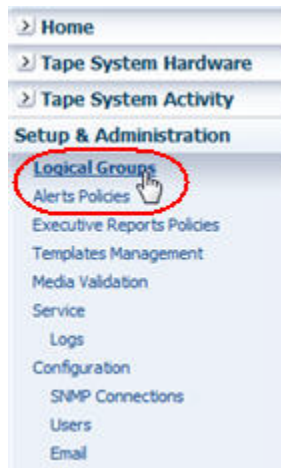 Home
Tape System Hardware
Tape System Activity
Setup & Administration
Logical Groups
Alerts Policies
Executive Reports Policies
Templates Management
Media Validation
Service
Logs
Configuration
SNMP Connections
Users
Email